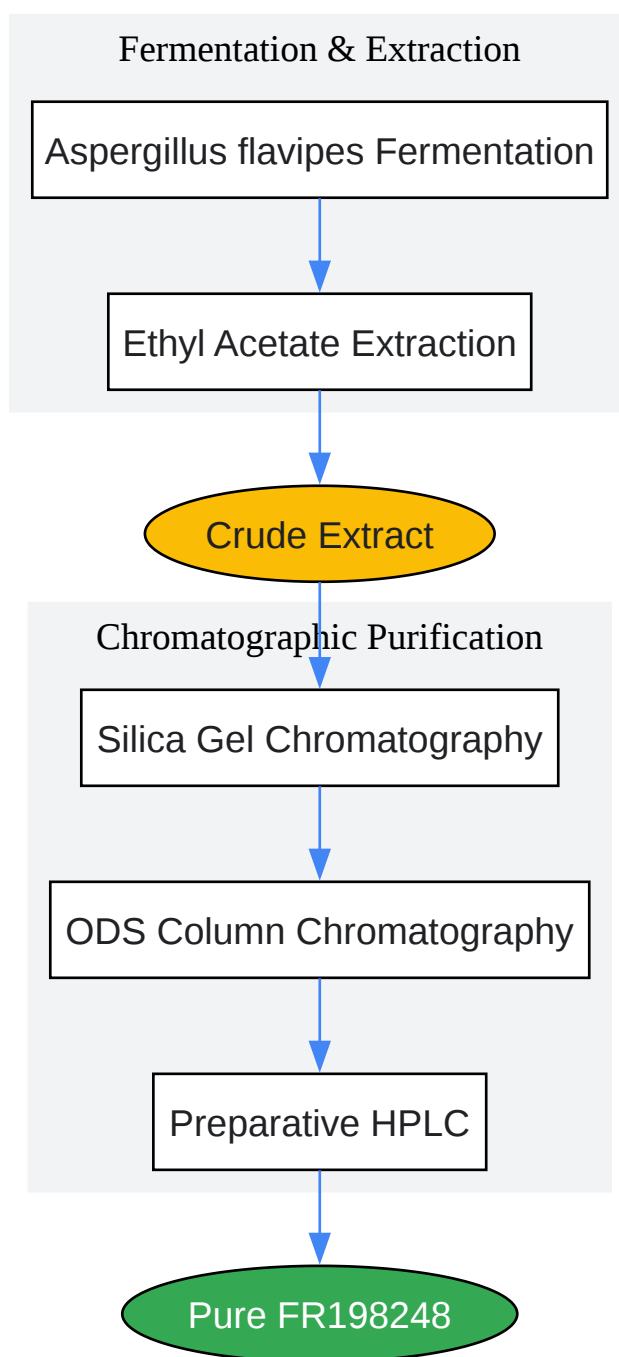 Fermentation & Extraction
Aspergillus flavipes Fermentation
Ethyl Acetate Extraction
Crude Extract
Chromatographic Purification
Silica Gel Chromatography
ODS Column Chromatography
Preparative HPLC
Pure FR198248